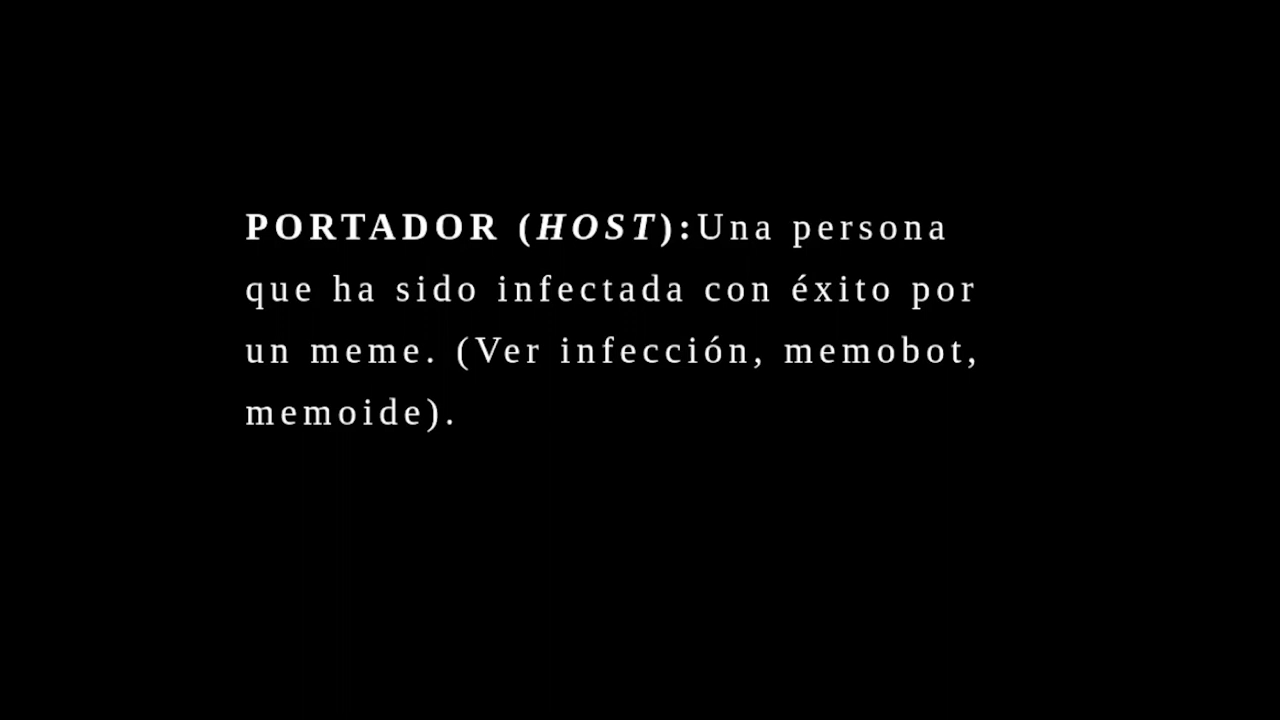 PORTADOR (HOST):Una persona
que ha sido infectada con éxito por
un meme. (Ver infección, memobot,
memoide).